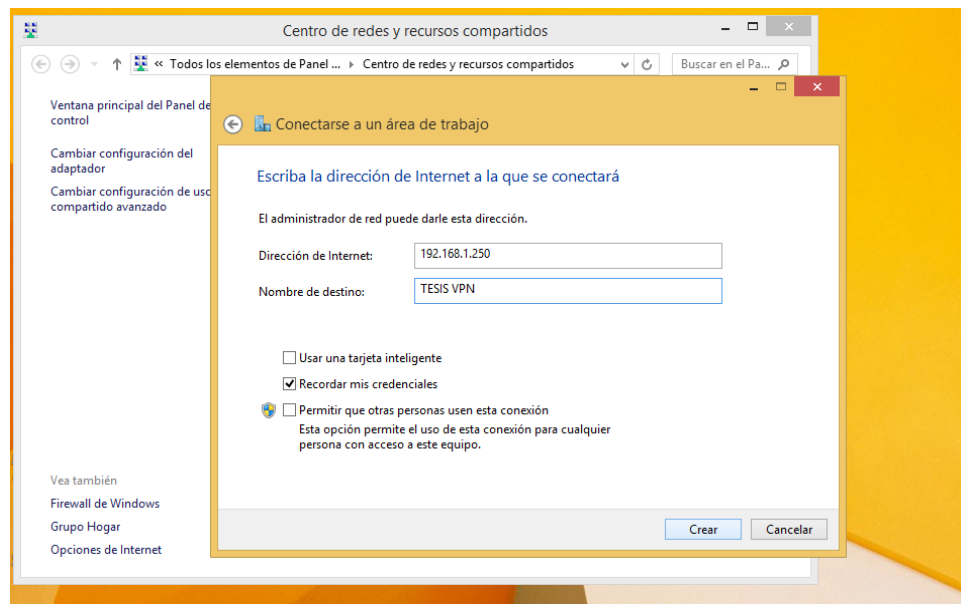 Centro de redes y recursos compartidos
« Todos los elementos de Panel ... Centro de redes y recursos compartidos
Buscar en el Pa...
Ventana principal del Panel de
control
Cambiar configuración del
adaptador
Cambiar configuración de uso
compartido avanzado
Vea también
Firewall de Windows
Grupo Hogar
Opciones de Internet
Conectarse a un área de trabajo
Escriba la dirección de Internet a la que se conectará
El administrador de red puede darle esta dirección.
Dirección de Internet: 192.168.1.250
Nombre de destino: TESIS VPN
Usar una tarjeta inteligente
Recordar mis credenciales
Permitir que otras personas usen esta conexión
Esta opción permite el uso de esta conexión para cualquier
persona con acceso a este equipo.
Crear Cancelar